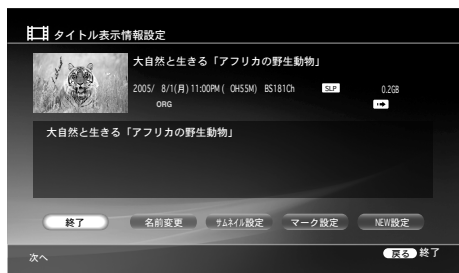 タイトル表示情報設定
大自然と生きる「アフリカの野生動物」
2005/ 8/1(月)11:00PM( 0H55M) BS181Ch SLP 0.2GB
ORG
大自然と生きる「アフリカの野生動物」
終了 名前変更 サムネイル設定 マーク設定 NEW設定
次へ 戻る 終了